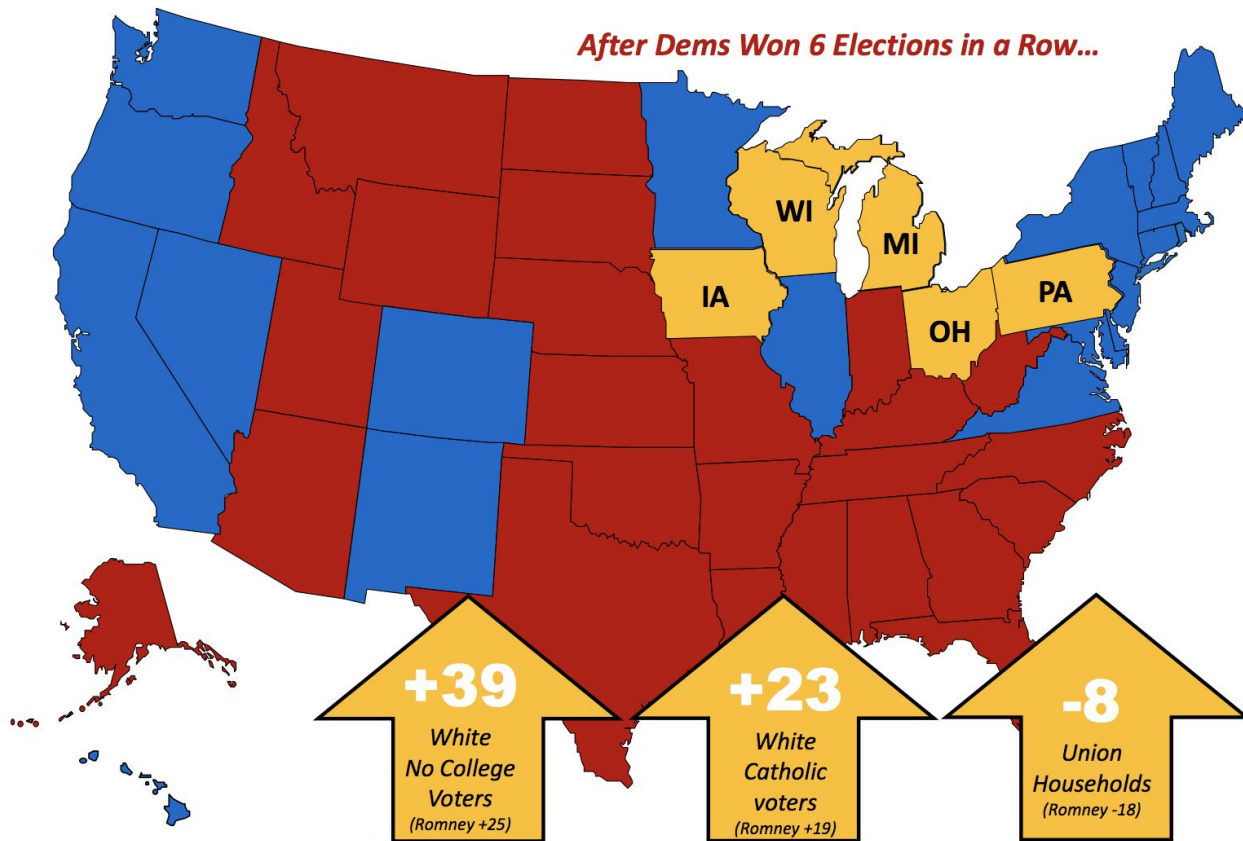 After Dems Won 6 Elections in a Row…
WI
MI
IA
OH
PA
+39
White
No College
Voters
(Romney +25)
+23
White
Catholic
voters
(Romney +19)
-8
Union
Households
(Romney -18)